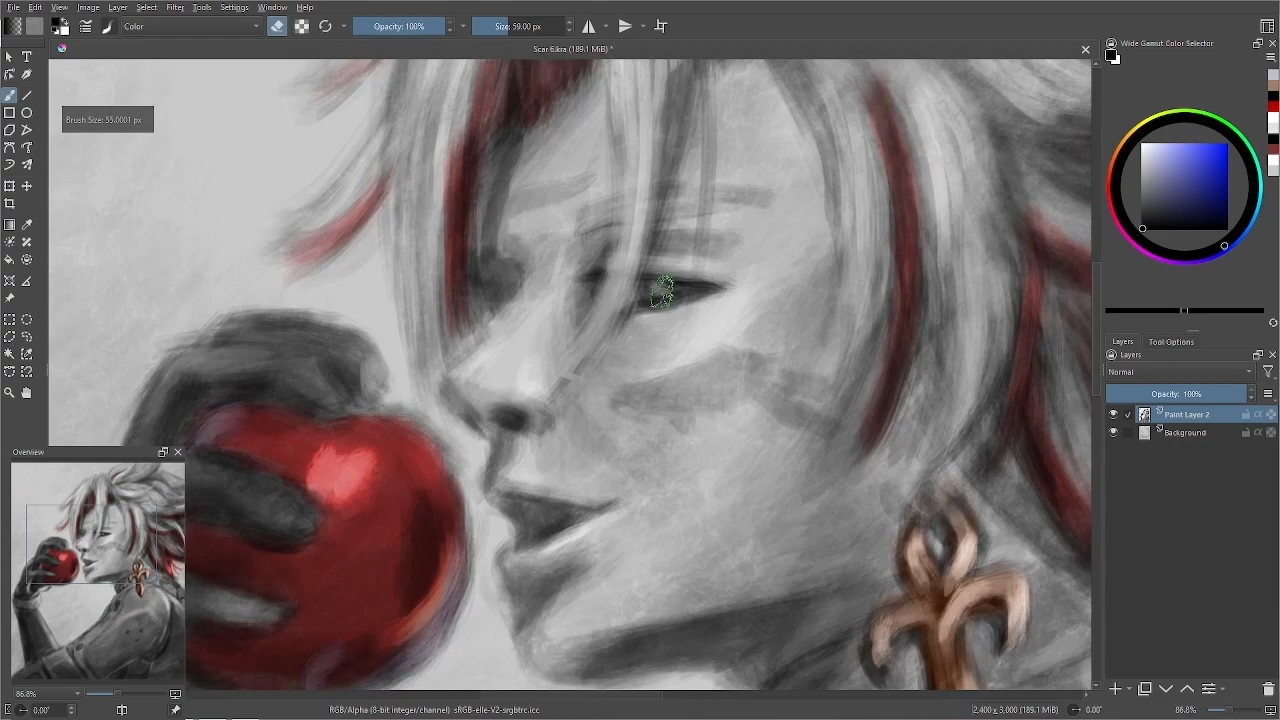 File Edit View Image Layer Select Filter Tools Settings Window Help
Color Opacity: 100% Size: 59.00 px
Scar 6.kra (189.1 MiB) *
Wide Gamut Color Selector
Brush Size: 55.0001 px
Layers Tool Options
Layers
Normal
Opacity: 100%
Paint Layer 2
Background
Overview
86.8%
0.00°
RGB/Alpha (8-bit integer/channel) sRGB-elle-V2-srgbtrc.icc
2,400 x 3,000 (189.1 MiB)
0.00°
86.8%